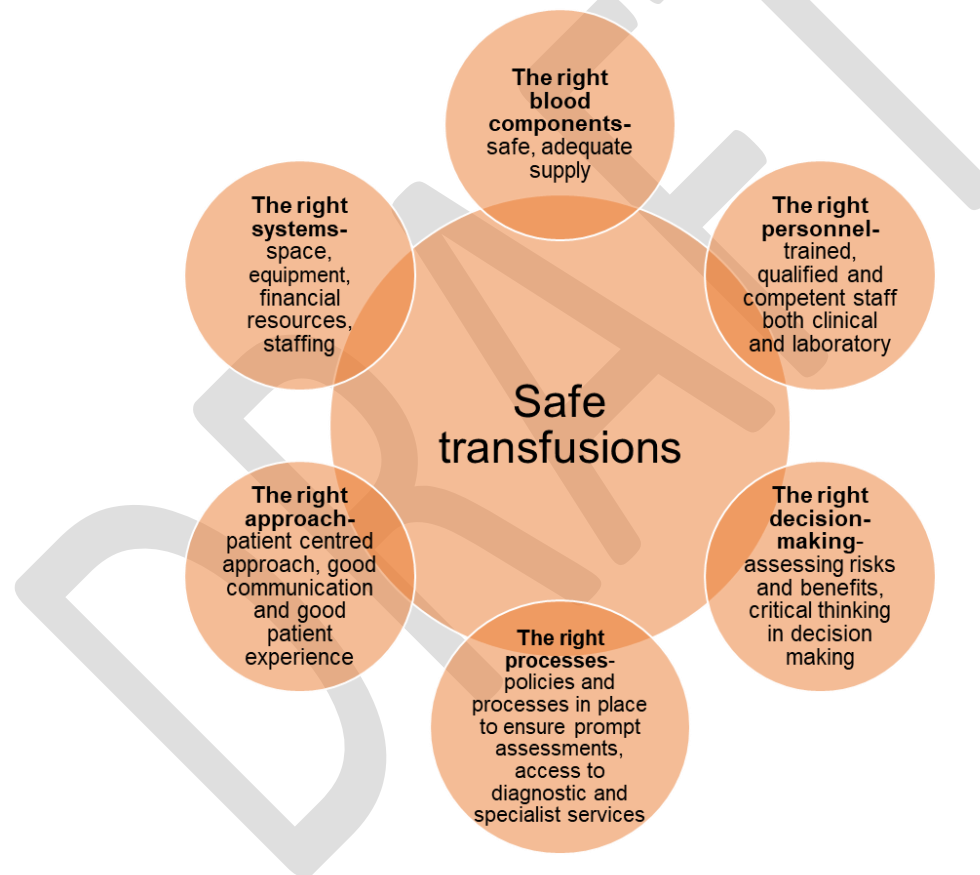 The right
blood
components-
safe, adequate
supply
The right
personnel-
trained,
qualified and
competent staff
both clinical
and laboratory
The right
decision-
making-
assessing risks
and benefits,
critical thinking
in decision
making
The right
processes-
policies and
processes in place
to ensure prompt
assessments,
access to
diagnostic and
specialist services
The right
approach-
patient centred
approach, good
communication
and good
patient
experience
The right
systems-
space,
equipment,
financial
resources,
staffing
Safe
transfusions
DRAFT